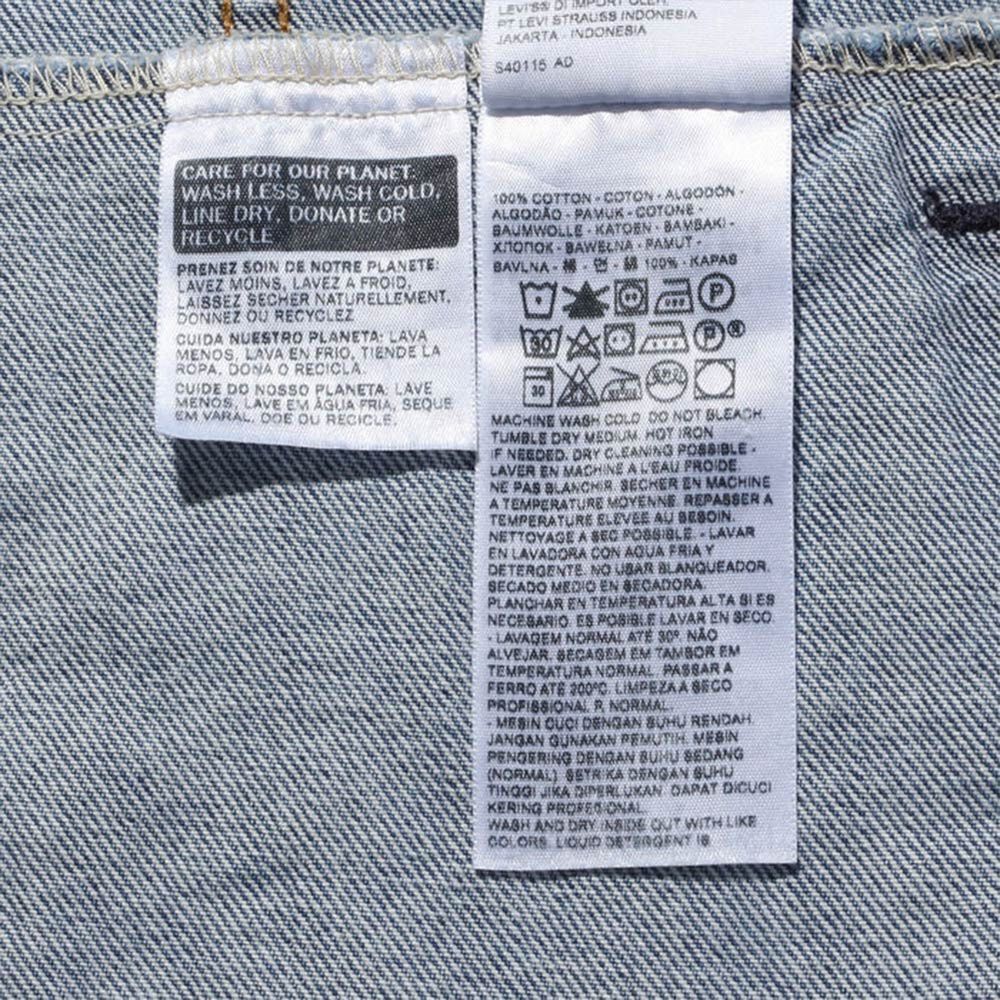 CARE FOR OUR PLANET.
WASH LESS, WASH COLD,
LINE DRY, DONATE OR
RECYCLE
PRENEZ SOIN DE NOTRE PLANETE:
LAVEZ MOINS, LAVEZ A FROID,
LAISSEZ SECHER NATURELLEMENT,
DONNEZ OU RECYCLEZ
CUIDA NUESTRO PLANETA: LAVA
MENOS, LAVA EN FRIO, TIENDE LA
ROPA, DONA O RECICLA.
CUIDE DO NOSSO PLANETA: LAVE
MENOS, LAVE EM ÁGUA FRIA, SEQUE
EM VARAL, DOE OU RECICLE.
LEVI'S® DI IMPOR OLEH
PT LEVI STRAUSS INDONESIA
JAKARTA - INDONESIA
S40115 AD
100% COTTON - COTON - ALGODÓN -
ALGODÃO - PAMUK - COTONE -
BAUMWOLLE - KATOEN - BAMBAKI -
ХЛОПОК - BAWEŁNA - PAMUT -
BAVLNA - 棉 - 면 - 綿 100% - KAPAS
P
30 P ®
30
MACHINE WASH COLD DO NOT BLEACH
TUMBLE DRY MEDIUM. HOT IRON
IF NEEDED. DRY CLEANING POSSIBLE -
LAVER EN MACHINE A L'EAU FROIDE.
NE PAS BLANCHIR. SECHER EN MACHINE
A TEMPERATURE MOYENNE. REPASSER A
TEMPERATURE ELEVEE AU BESOIN.
NETTOYAGE A SEC POSSIBLE. - LAVAR
EN LAVADORA CON AGUA FRIA Y
DETERGENTE. NO USAR BLANQUEADOR.
SECADO MEDIO EN SECADORA.
PLANCHAR EN TEMPERATURA ALTA SI ES
NECESARIO. ES POSIBLE LAVAR EN SECO.
- LAVAGEM NORMAL ATÉ 30º. NÃO
ALVEJAR. SECAGEM EM TAMBOR EM
TEMPERATURA NORMAL. PASSAR A
FERRO ATÉ 200ºC. LIMPEZA A SECO
PROFISSIONAL P, NORMAL.
- MESIN CUCI DENGAN SUHU RENDAH.
JANGAN GUNAKAN PEMUTIH. MESIN
PENGERING DENGAN SUHU SEDANG
(NORMAL) SETRIKA DENGAN SUHU
TINGGI JIKA DIPERLUKAN. DAPAT DICUCI
KERING PROFESIONAL.
WASH AND DRY INSIDE OUT WITH LIKE
COLORS. LIQUID DETERGENT IS